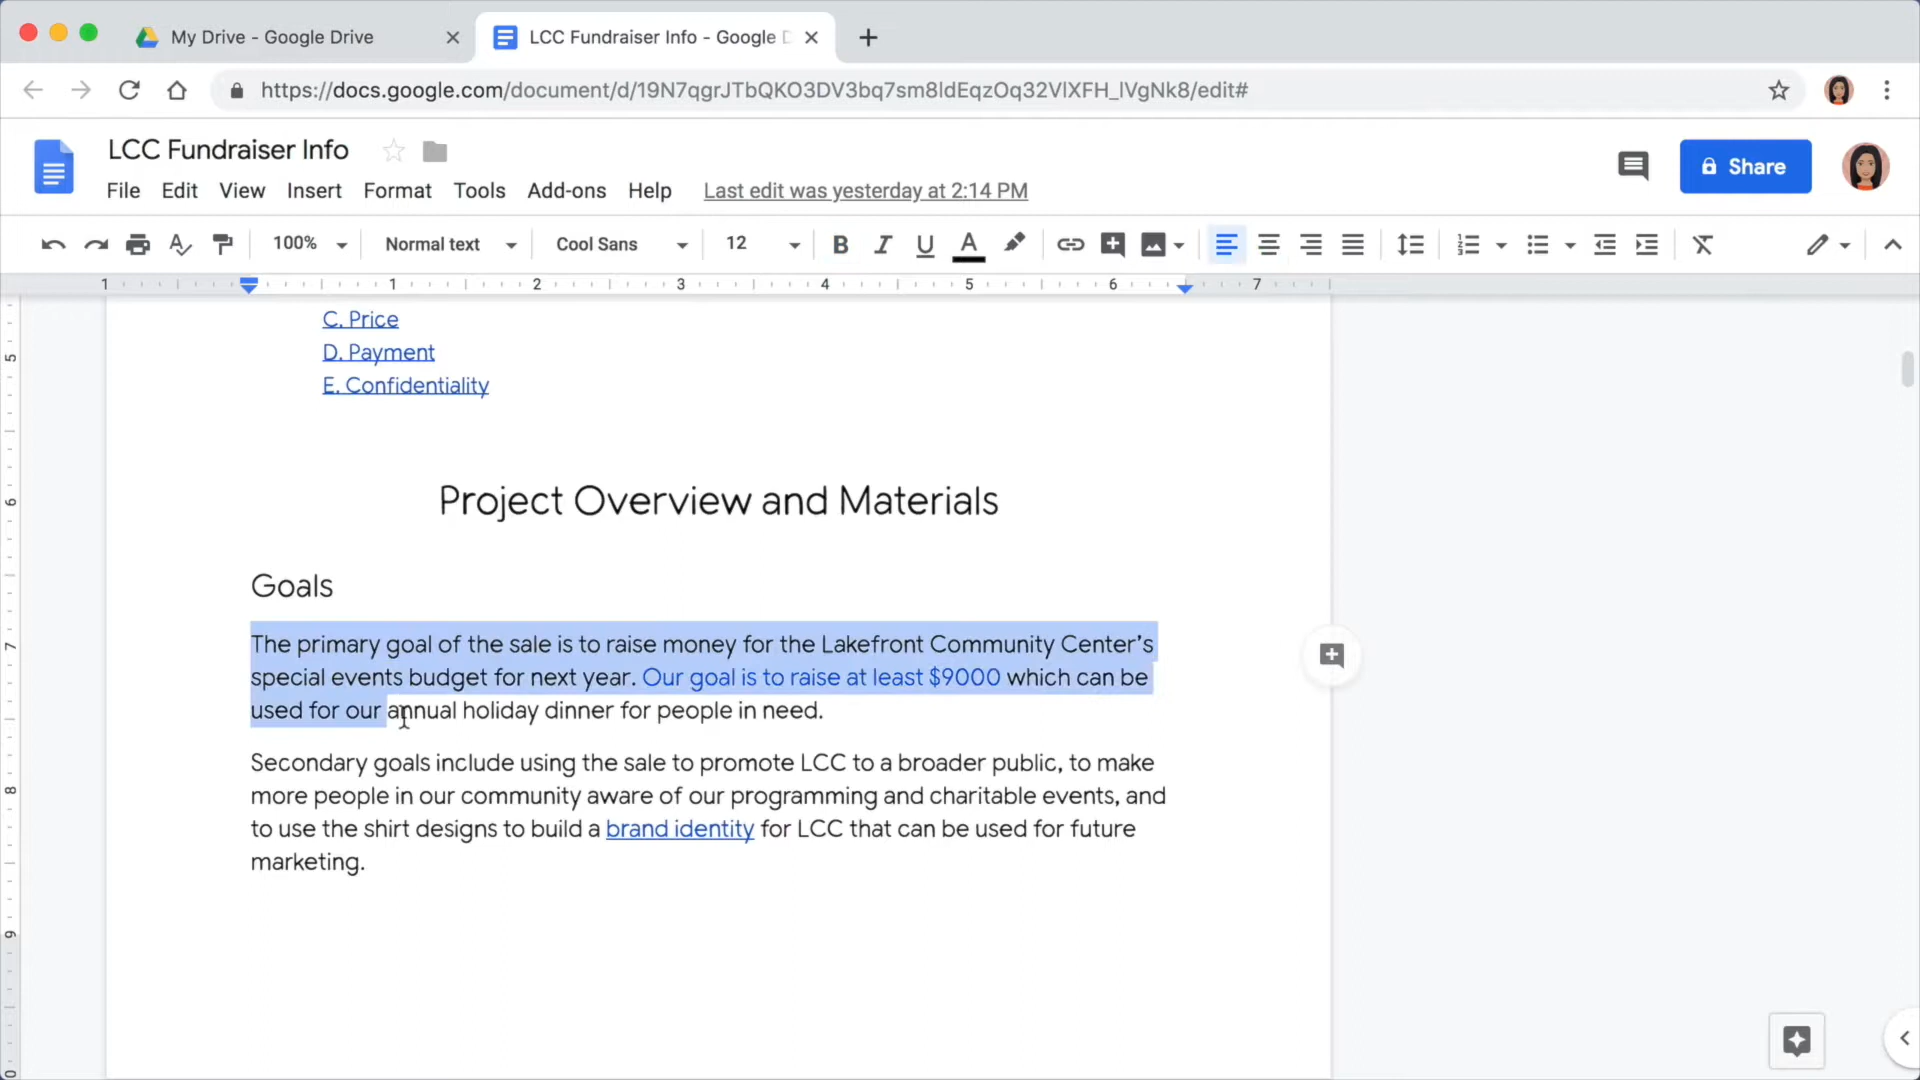 My Drive - Google Drive
LCC Fundraiser Info - Google D
https://docs.google.com/document/d/19N7qgrJTbQKO3DV3bq7sm8ldEqzOq32VlXFH_lVgNk8/edit#
LCC Fundraiser Info
File Edit View Insert Format Tools Add-ons Help Last edit was yesterday at 2:14 PM
Share
100% Normal text Cool Sans 12 B I U A
1 1 2 3 4 5 6 7
5
6
7
8
9
C. Price
D. Payment
E. Confidentiality
Project Overview and Materials
Goals
The primary goal of the sale is to raise money for the Lakefront Community Center’s
special events budget for next year. Our goal is to raise at least $9000 which can be
used for our annual holiday dinner for people in need.
Secondary goals include using the sale to promote LCC to a broader public, to make
more people in our community aware of our programming and charitable events, and
to use the shirt designs to build a brand identity for LCC that can be used for future
marketing.